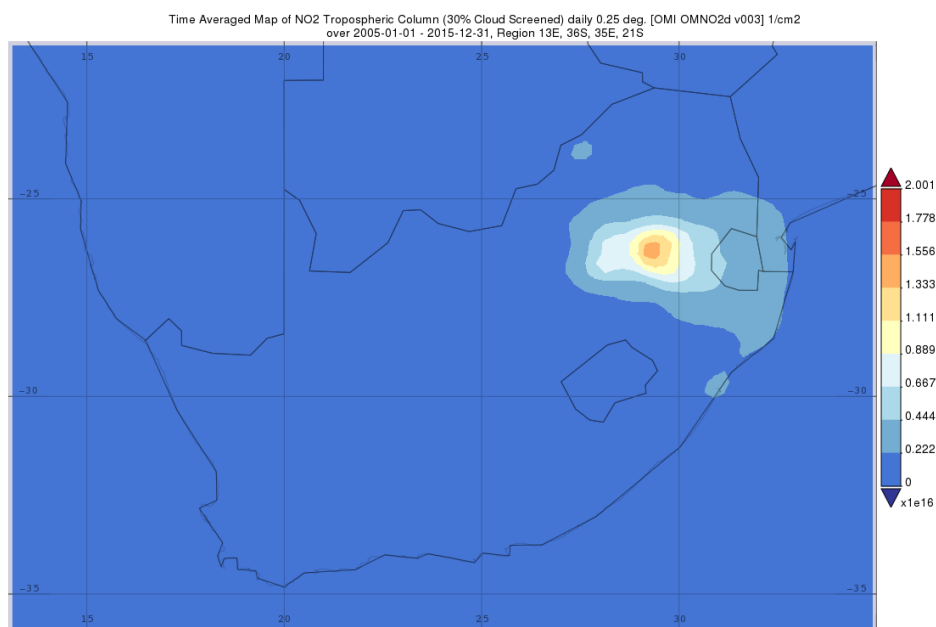 Time Averaged Map of NO2 Tropospheric Column (30% Cloud Screened) daily 0.25 deg. [OMI OMNO2d v003] 1/cm2
over 2005-01-01 - 2015-12-31, Region 13E, 36S, 35E, 21S
15 20 25 30
-25 -25
-30 -30
-35 -35
15 20 25 30
2.001
1.778
1.556
1.333
1.111
0.889
0.667
0.444
0.222
0
x1e16